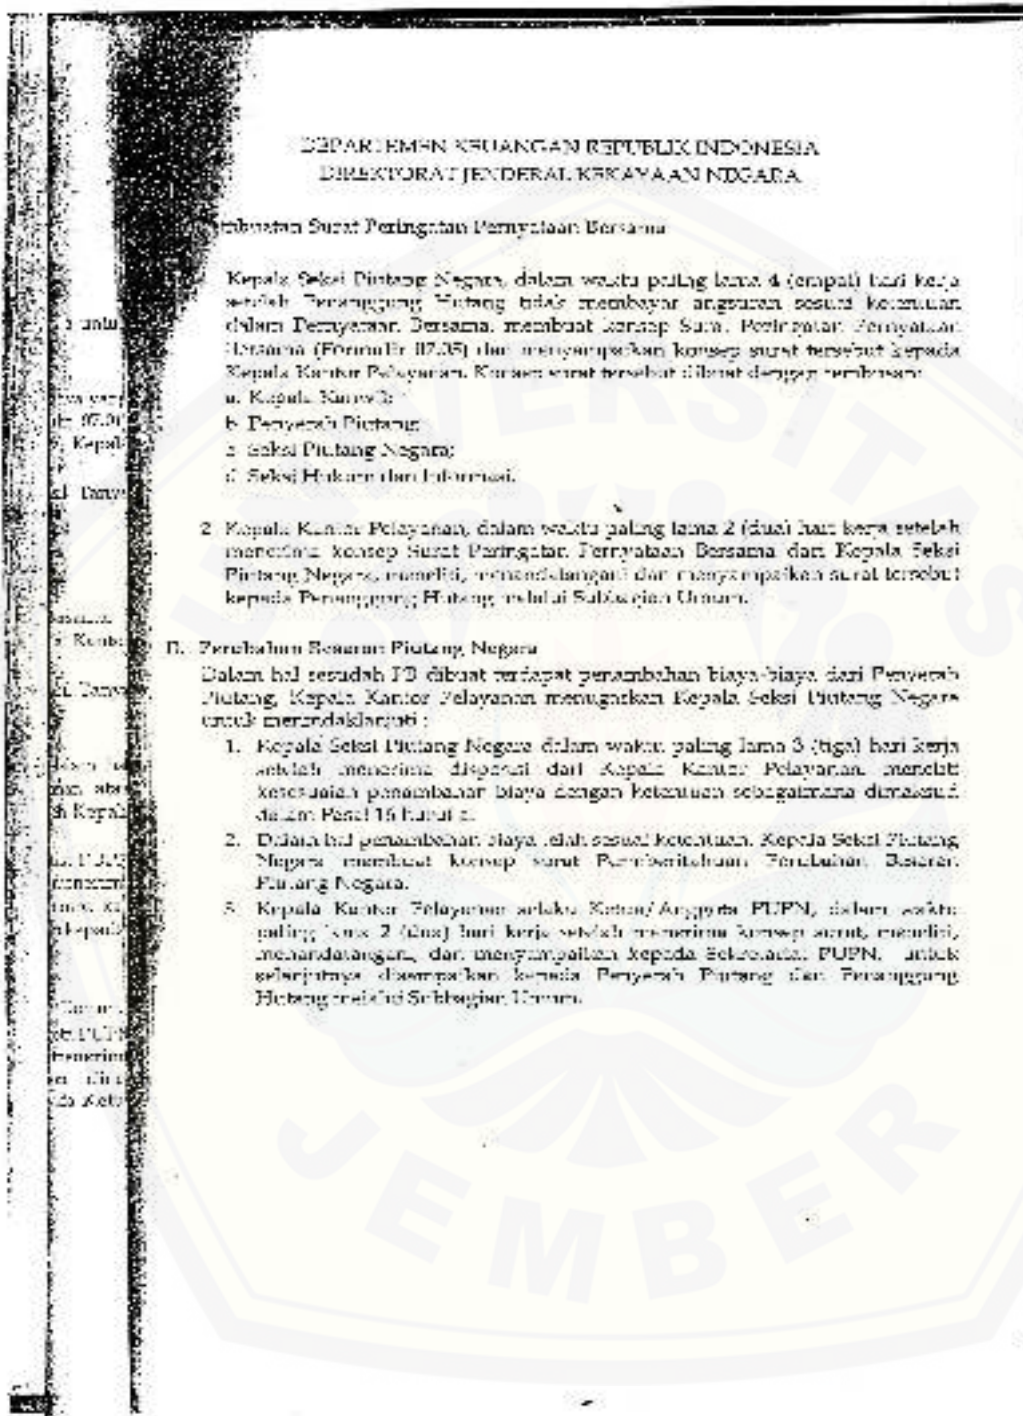 DEPARTEMEN KEUANGAN REPUBLIK INDONESIA
DIREKTORAT JENDERAL KEKAYAAN NEGARA
Surat Peringatan Pernyataan Bersama
Kepala Seksi Piutang Negara, dalam waktu paling lama 4 (empat) hari kerja
setelah Penanggung Hutang tidak membayar angsuran sesuai ketentuan
dalam Pernyataan Bersama, membuat konsep Surat Peringatan Pernyataan
Bersama (Formulir 07.05) dan menyampaikan konsep surat tersebut kepada
Kepala Kantor Pelayanan. Konsep surat tersebut dibuat dengan tembusan:
a. Kepala Kanwil;
b. Penyerah Piutang;
c. Seksi Piutang Negara;
d. Seksi Hukum dan Informasi.
2. Kepala Kantor Pelayanan, dalam waktu paling lama 2 (dua) hari kerja setelah
menerima konsep Surat Peringatan Pernyataan Bersama dari Kepala Seksi
Piutang Negara, meneliti, menandatangani dan menyampaikan surat tersebut
kepada Penanggung Hutang melalui Subbagian Umum.
Perubahan Besaran Piutang Negara
Dalam hal sesudah PB dibuat terdapat penambahan biaya-biaya dari Penyerah
Piutang, Kepala Kantor Pelayanan menugaskan Kepala Seksi Piutang Negara
untuk menindaklanjuti :
1. Kepala Seksi Piutang Negara dalam waktu paling lama 3 (tiga) hari kerja
setelah menerima disposisi dari Kepala Kantor Pelayanan, meneliti
kesesuaian penambahan biaya dengan ketentuan sebagaimana dimaksud
dalam Pasal 16 huruf
2. Dalam hal penambahan biaya telah sesuai ketentuan, Kepala Seksi Piutang
Negara membuat konsep surat Pemberitahuan Perubahan Besaran
Piutang Negara.
3. Kepala Kantor Pelayanan selaku Ketua/Anggota PUPN, dalam waktu
paling lama 2 (dua) hari kerja setelah menerima konsep surat, meneliti,
menandatangani, dan menyampaikan kepada Sekretariat PUPN, untuk
selanjutnya disampaikan kepada Penyerah Piutang dan Penanggung
Hutang melalui Subbagian Umum.
UNIVERSITAS
JEMBER